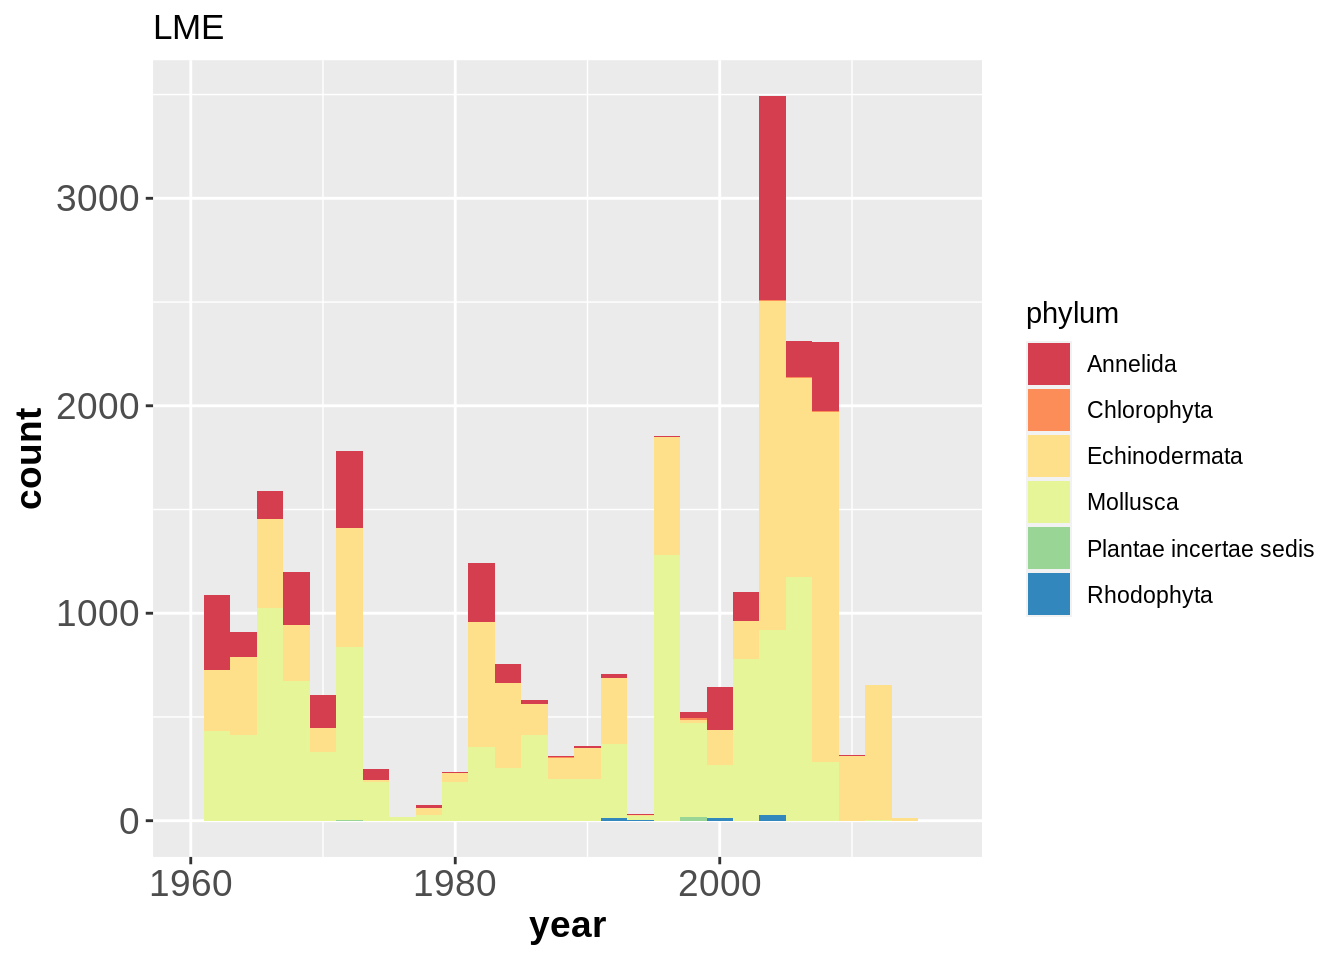 LME
3000
2000
1000
0
count
1960
1980
2000
year
phylum
Annelida
Chlorophyta
Echinodermata
Mollusca
Plantae incertae sedis
Rhodophyta